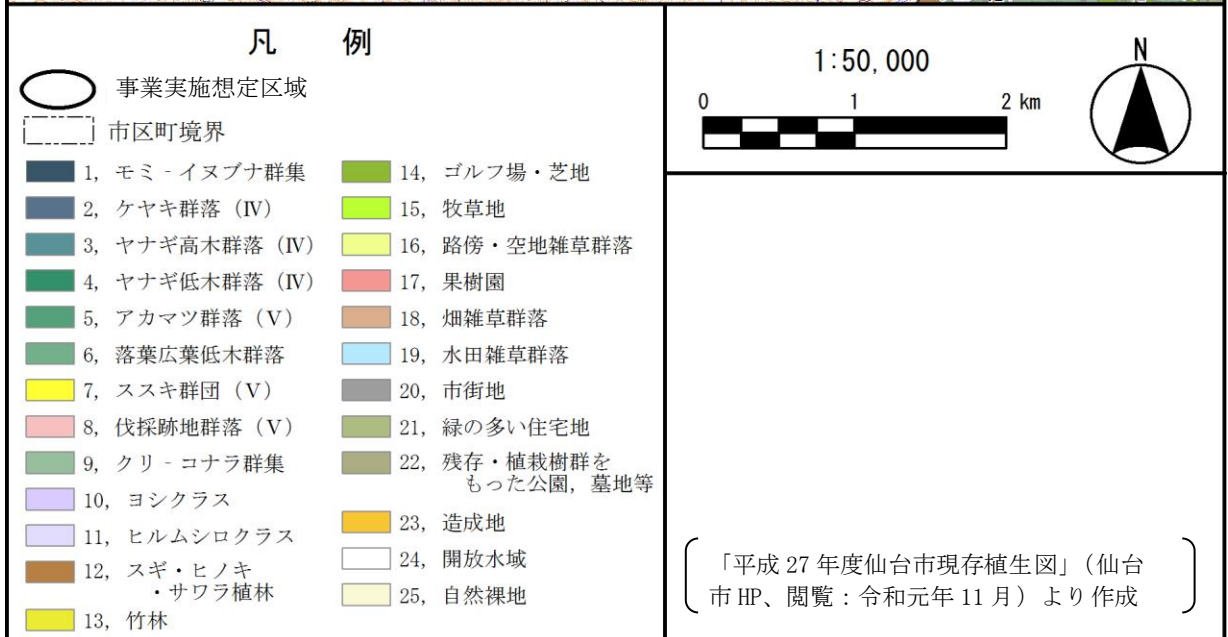 凡 例
事業実施想定区域
市区町境界
1, モミ‐イヌブナ群集
2, ケヤキ群落（Ⅳ）
3, ヤナギ高木群落（Ⅳ）
4, ヤナギ低木群落（Ⅳ）
5, アカマツ群落（Ⅴ）
6, 落葉広葉低木群落
7, ススキ群団（Ⅴ）
8, 伐採跡地群落（Ⅴ）
9, クリ‐コナラ群集
10, ヨシクラス
11, ヒルムシロクラス
12, スギ・ヒノキ
・サワラ植林
13, 竹林
14, ゴルフ場・芝地
15, 牧草地
16, 路傍・空地雑草群落
17, 果樹園
18, 畑雑草群落
19, 水田雑草群落
20, 市街地
21, 緑の多い住宅地
22, 残存・植栽樹群を
もった公園，墓地等
23, 造成地
24, 開放水域
25, 自然裸地
1:50,000
0 1 2 km
N
「平成 27 年度仙台市現存植生図」（仙台
市 HP、閲覧：令和元年 11 月）より作成